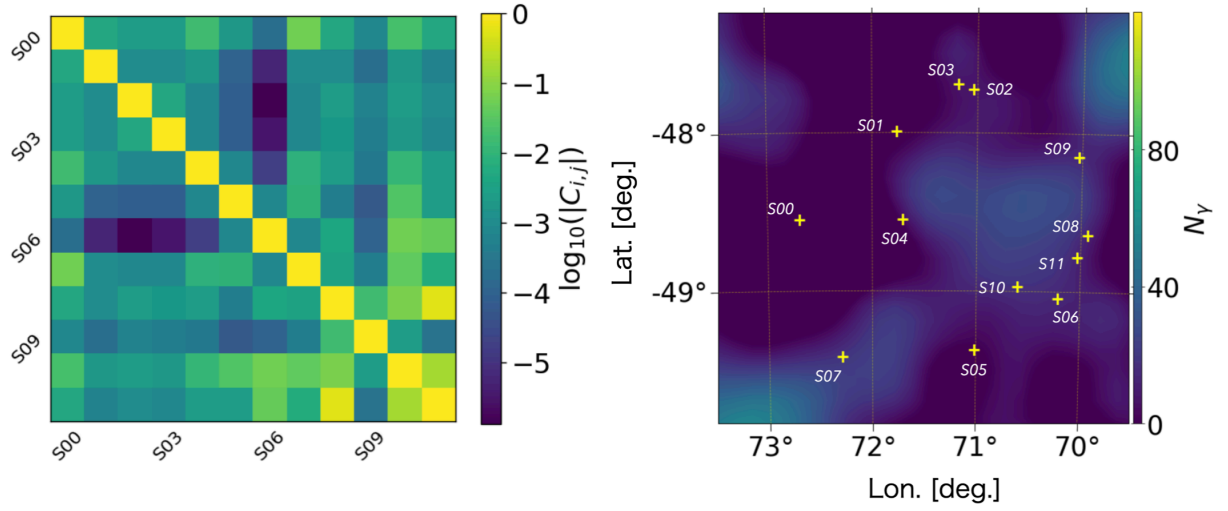 S00
S03
S06
S09
S00
S03
S06
S09
0
−1
−2
−3
−4
−5
log₁₀(|Cᵢ,ⱼ|)
Lat. [deg.]
-48°
-49°
S03
S02
S01
S09
S00
S04
S08
S11
S10
S06
S07
S05
73°
72°
71°
70°
Lon. [deg.]
80
40
0
Nᵧ